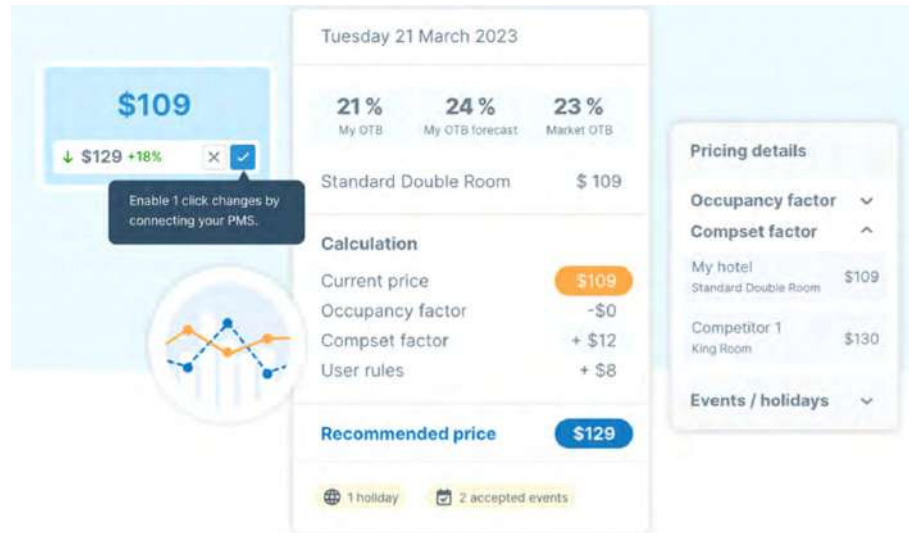 $109
$129 +18%
Enable 1 click changes by
connecting your PMS.
Tuesday 21 March 2023
21 % 24 % 23 %
My OTB My OTB forecast Market OTB
Standard Double Room $ 109
Calculation
Current price $109
Occupancy factor -$0
Compset factor + $12
User rules + $8
Recommended price $129
1 holiday 2 accepted events
Pricing details
Occupancy factor
Compset factor
My hotel
Standard Double Room $109
Competitor 1
King Room $130
Events / holidays